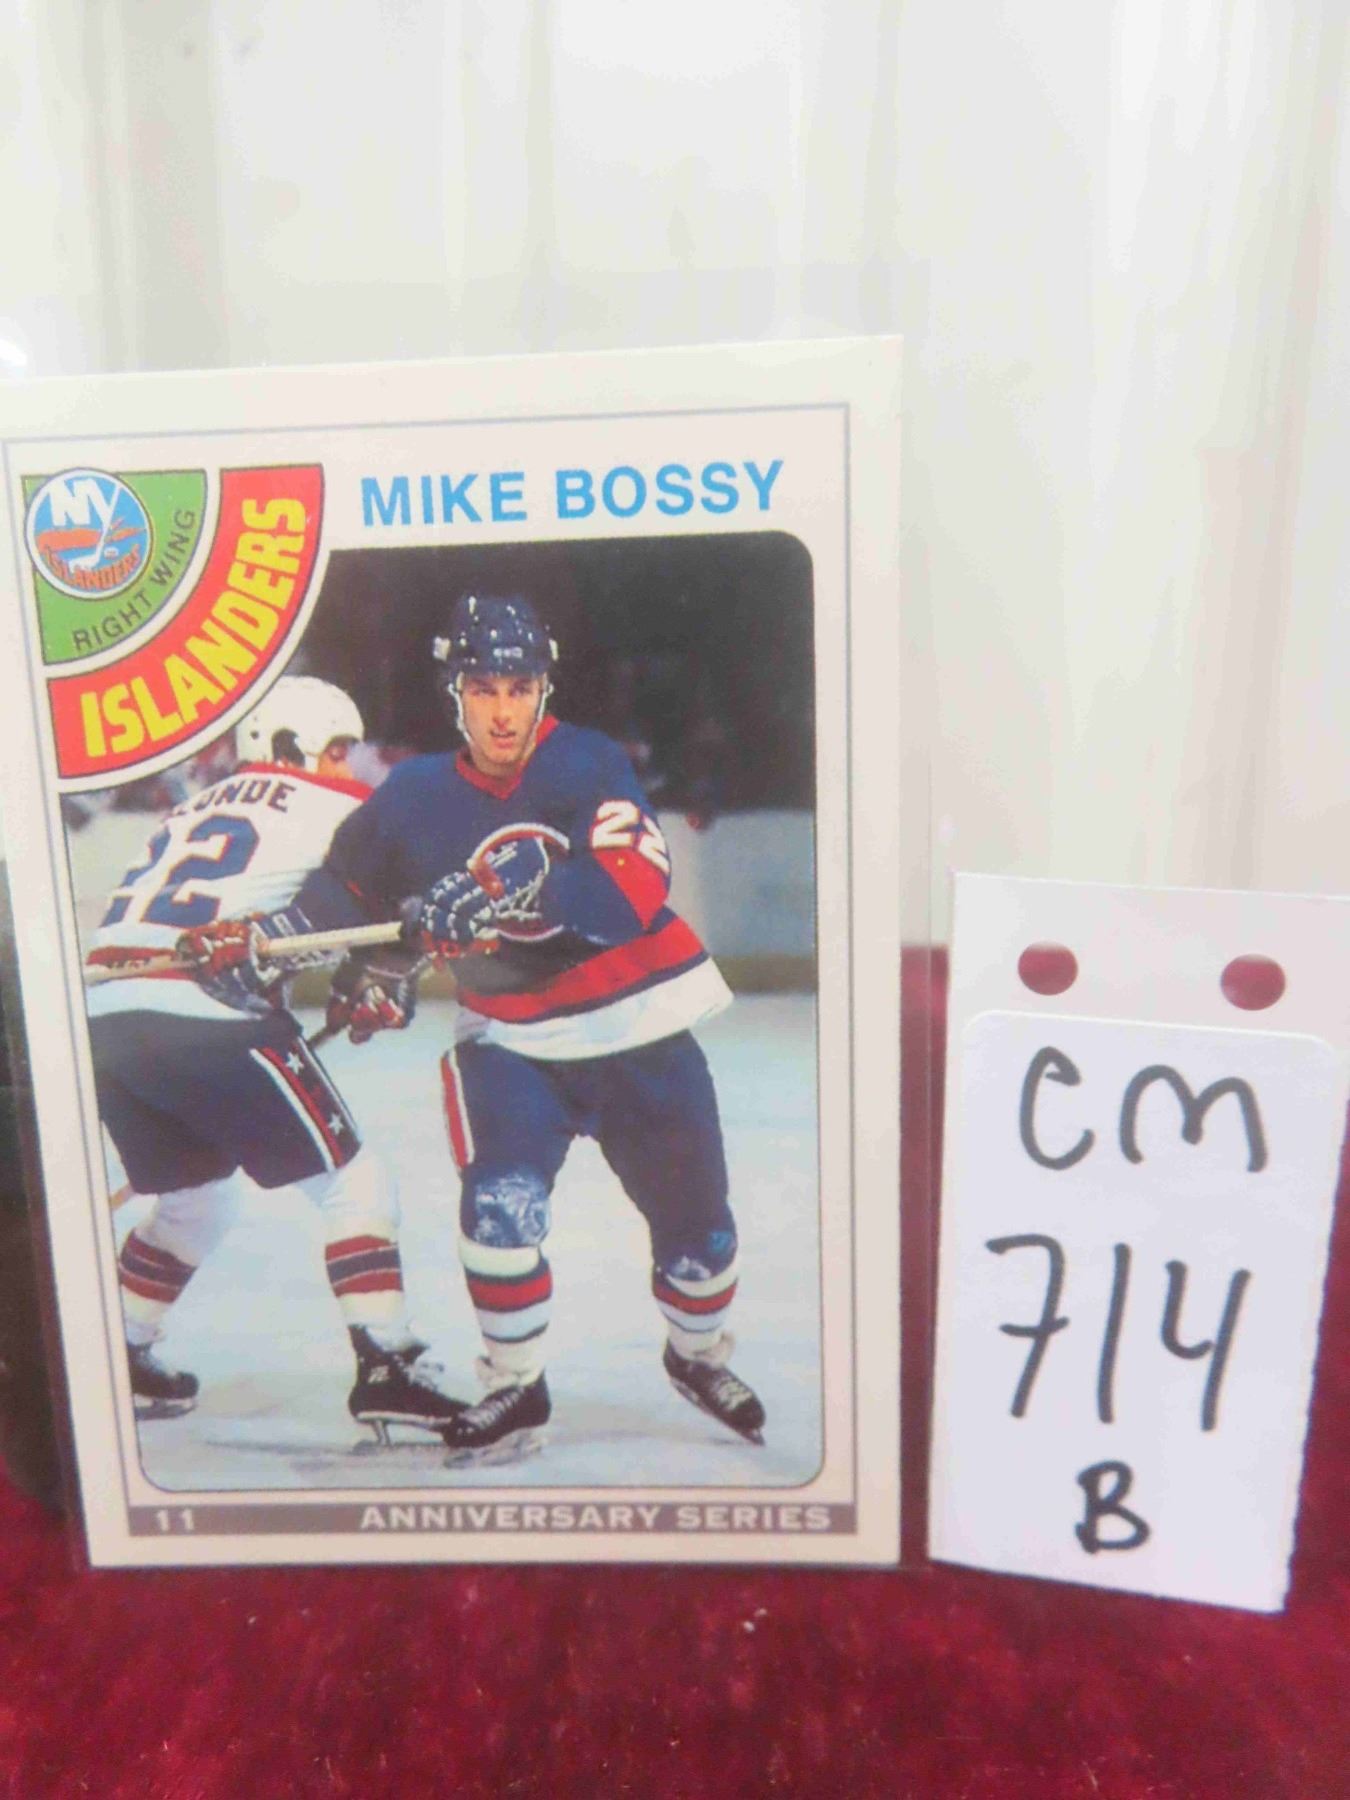 MIKE BOSSY
NY
ISLANDERS
RIGHT WING
ISLANDERS
22
22
11 ANNIVERSARY SERIES
CM
714
B